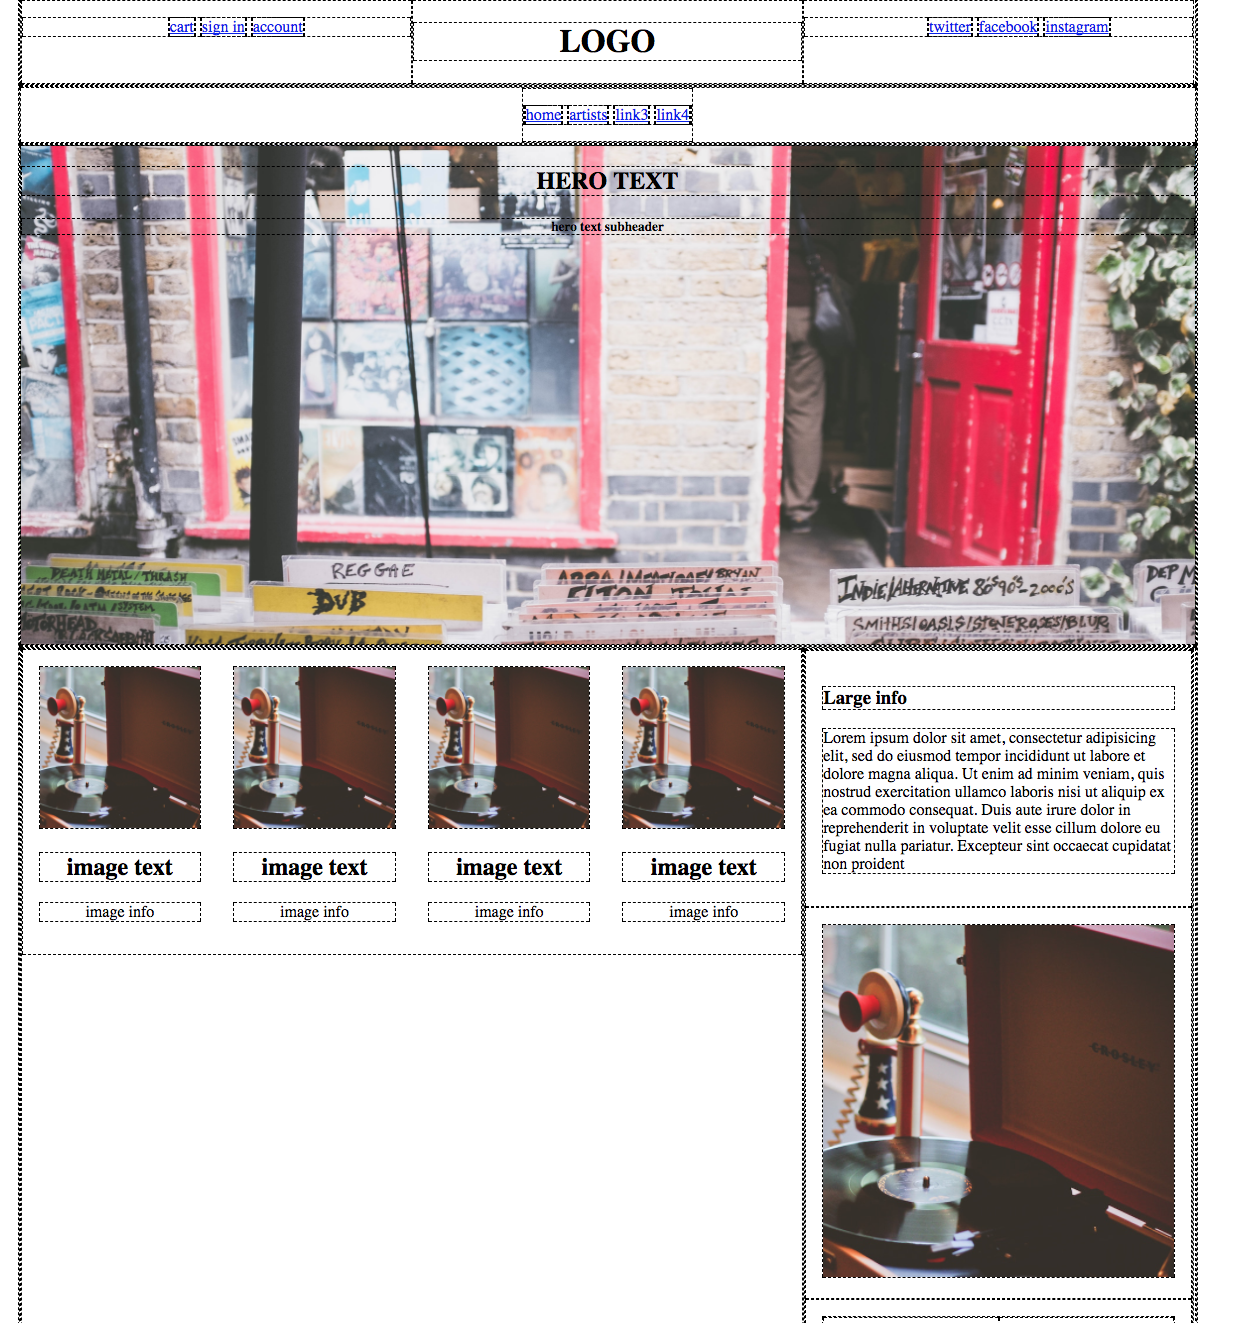 cart sign in account
LOGO
twitter facebook instagram
home artists link3 link4
HERO TEXT
hero text subheader
DEATH METAL / THRASH
REGGAE
DUB
INDIE/ALTERNATIVE 80's 90's - 2000's
SMITHS/OASIS/STONE ROSES/BLUR
DEP
image text image text image text image text
image info image info image info image info
Large info
Lorem ipsum dolor sit amet, consectetur adipisicing
elit, sed do eiusmod tempor incididunt ut labore et
dolore magna aliqua. Ut enim ad minim veniam, quis
nostrud exercitation ullamco laboris nisi ut aliquip ex
ea commodo consequat. Duis aute irure dolor in
reprehenderit in voluptate velit esse cillum dolore eu
fugiat nulla pariatur. Excepteur sint occaecat cupidatat
non proident
CROSLEY